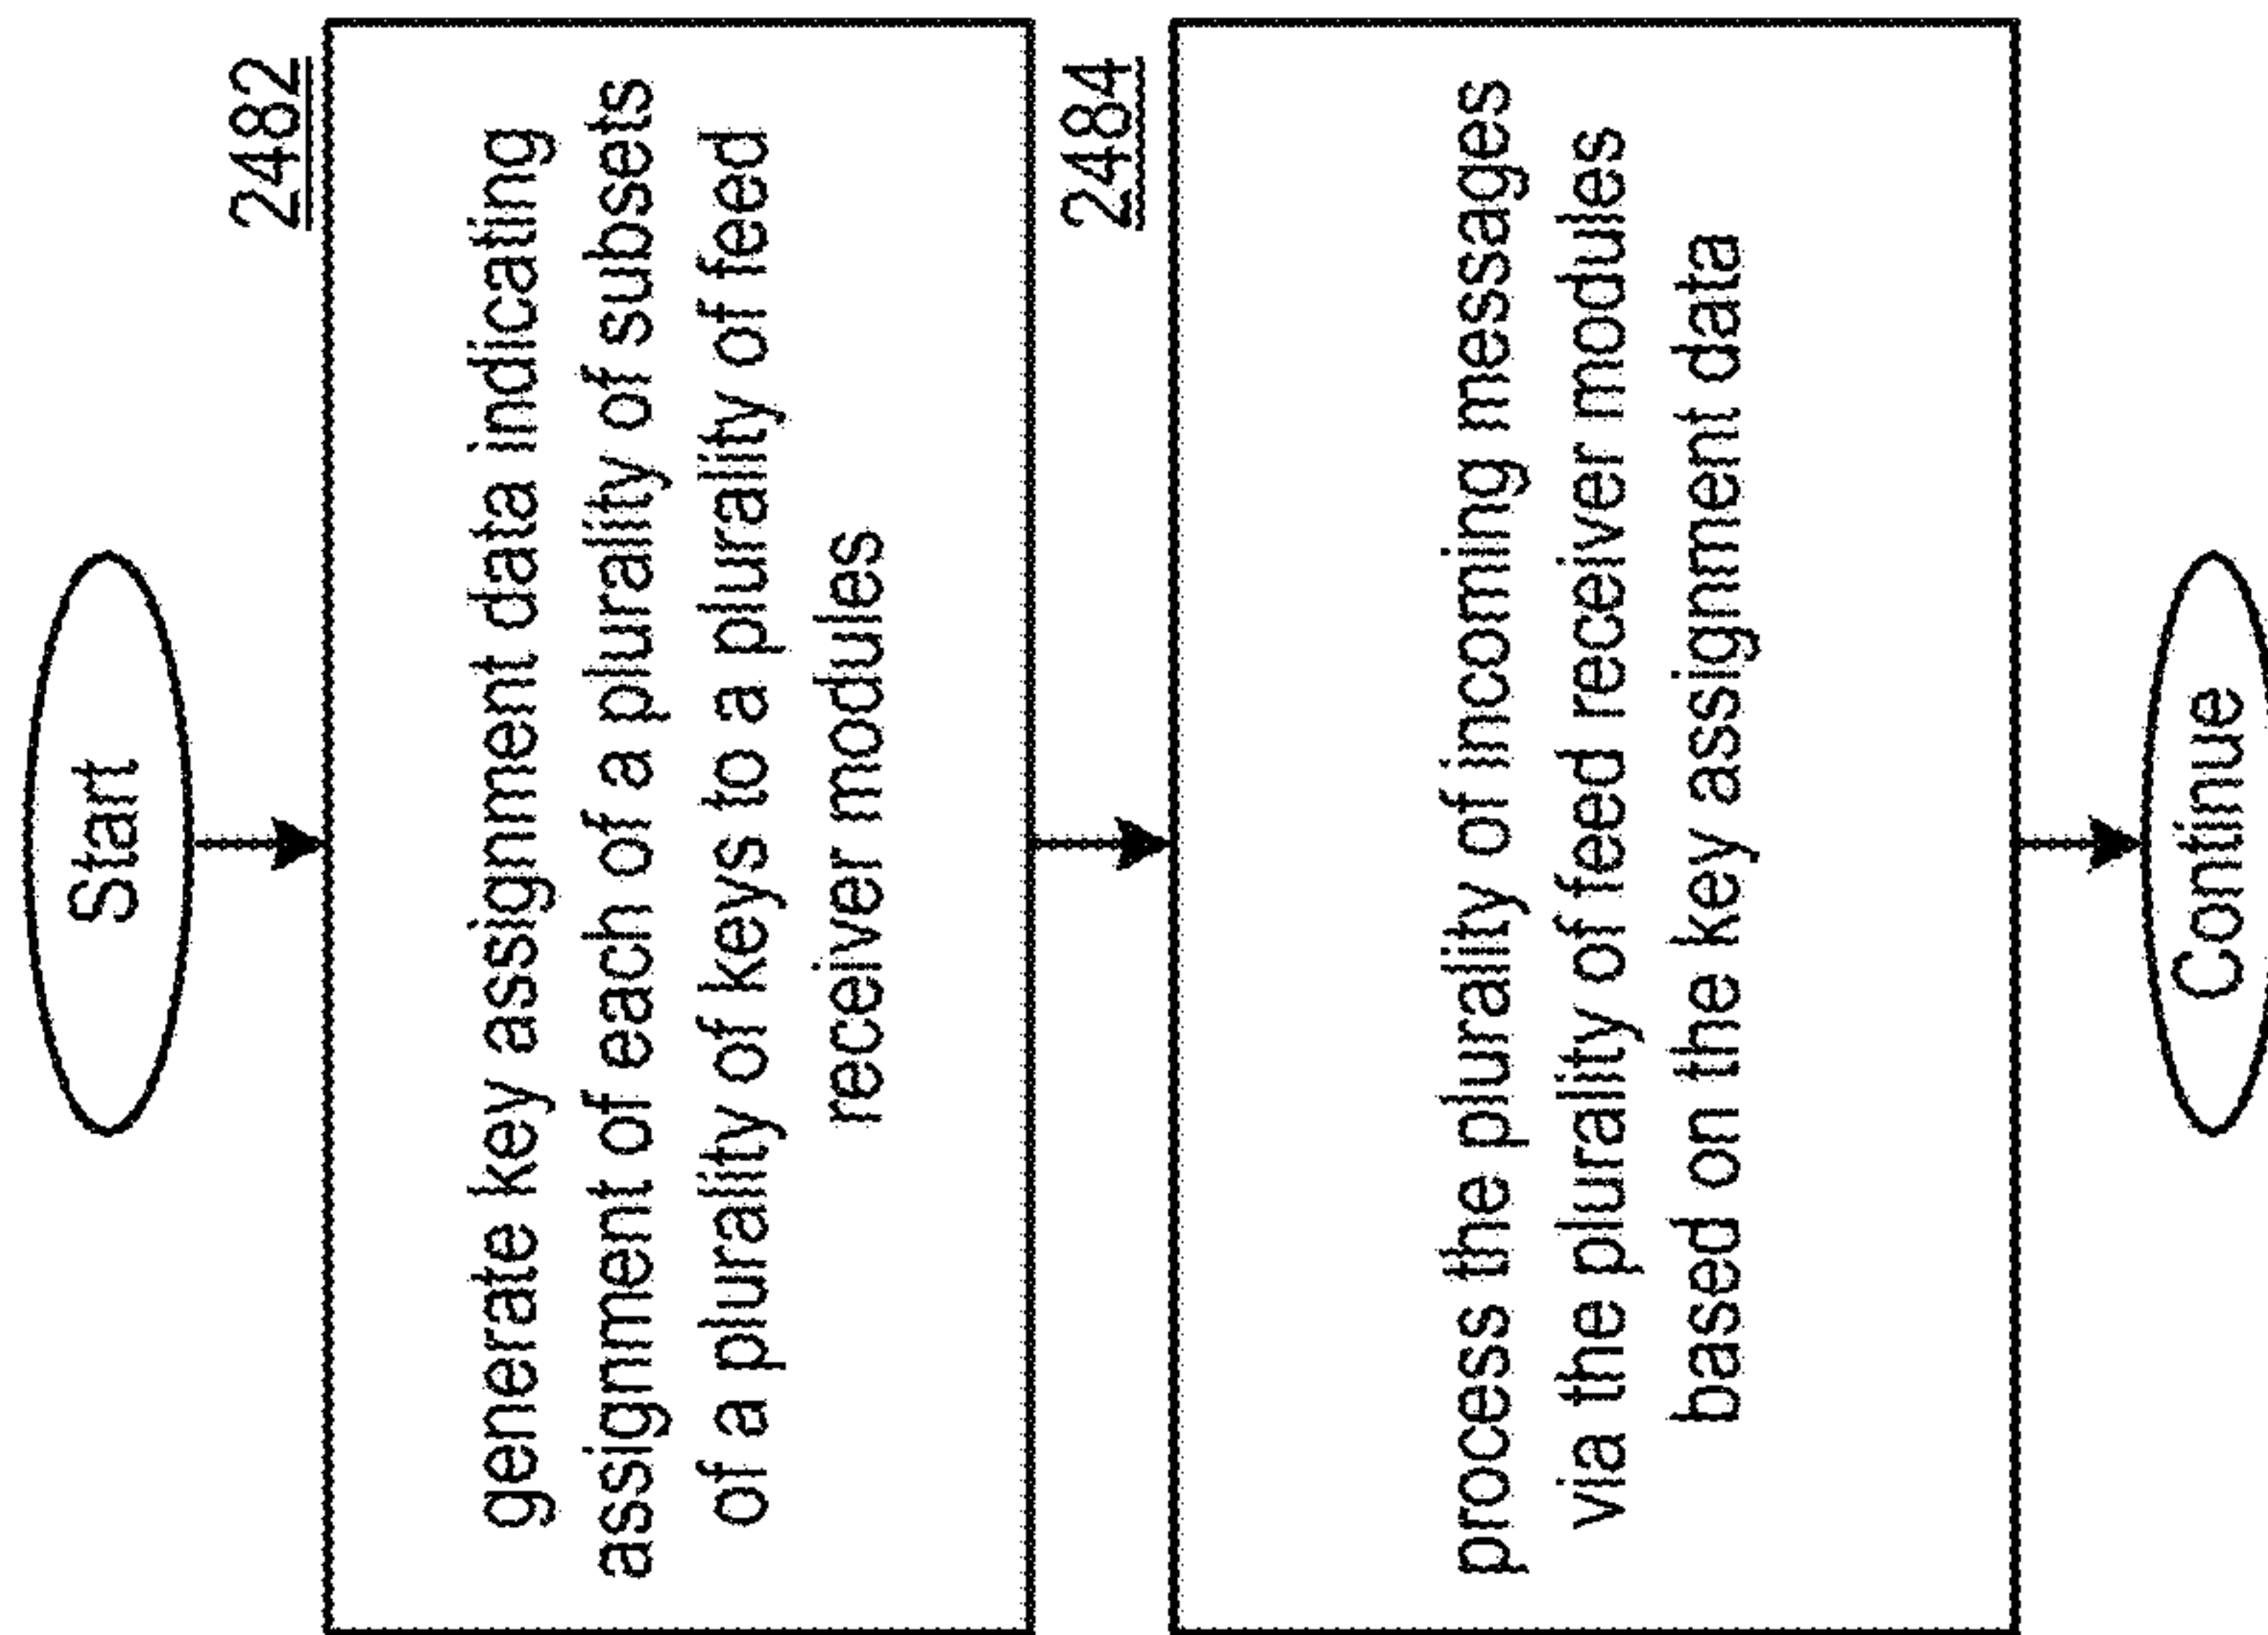 Start
2482
generate key assignment data indicating
assignment of each of a plurality of subsets
of a plurality of keys to a plurality of feed
receiver modules
2484
process the plurality of incoming messages
via the plurality of feed receiver modules
based on the key assignment data
Continue